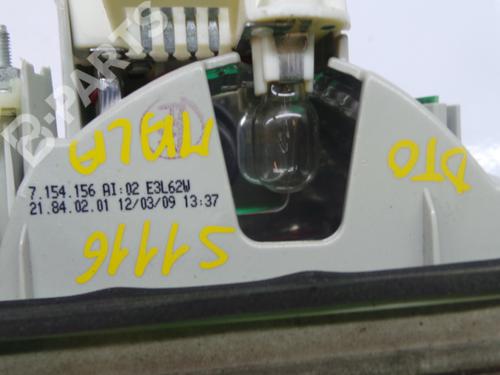 B-PARTS
MALA
DTO
7.154.156 AI:02 E3L62W
21.84.02.01 12/03/09 13:37
S1116